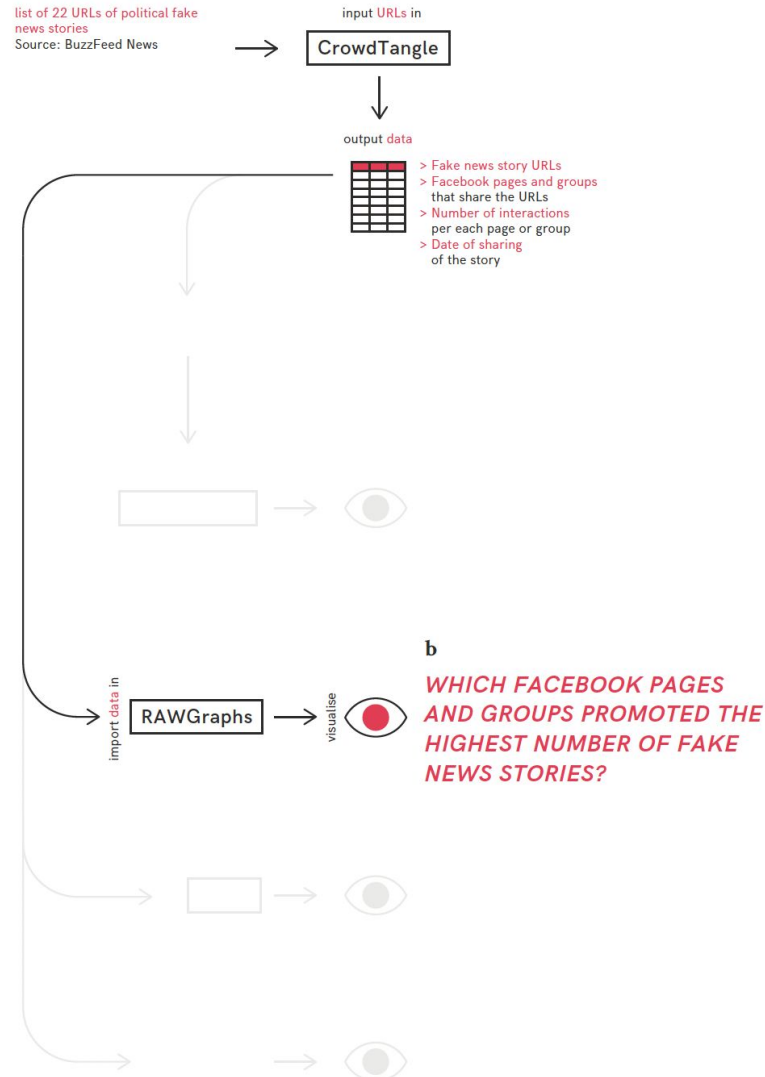 list of 22 URLs of political fake
news stories
Source: BuzzFeed News
input URLs in
CrowdTangle
output data
> Fake news story URLs
> Facebook pages and groups
that share the URLs
> Number of interactions
per each page or group
> Date of sharing
of the story
import data in
RAWGraphs
visualise
b
WHICH FACEBOOK PAGES
AND GROUPS PROMOTED THE
HIGHEST NUMBER OF FAKE
NEWS STORIES?